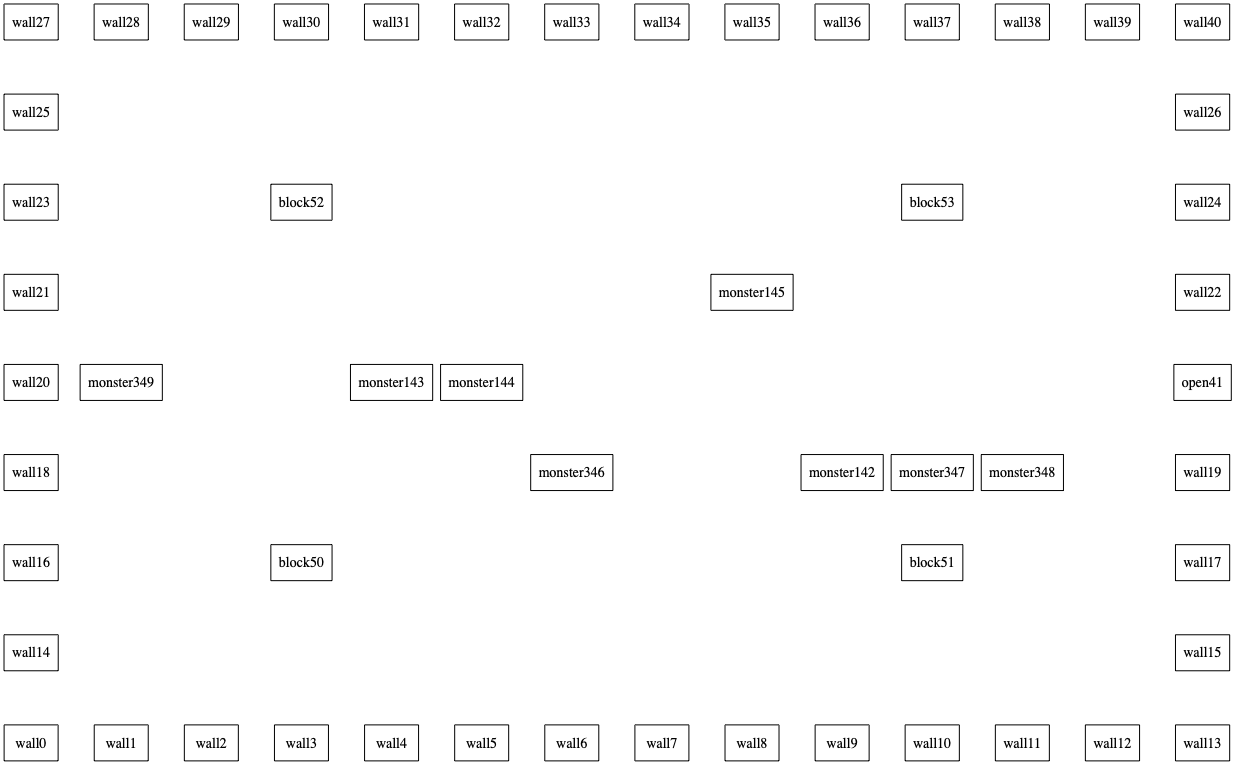 wall27 wall28 wall29 wall30 wall31 wall32 wall33 wall34 wall35 wall36 wall37 wall38 wall39 wall40
wall25 wall26
wall23 block52 block53 wall24
wall21 monster145 wall22
wall20 monster349 monster143 monster144 open41
wall18 monster346 monster142 monster347 monster348 wall19
wall16 block50 block51 wall17
wall14 wall15
wall0 wall1 wall2 wall3 wall4 wall5 wall6 wall7 wall8 wall9 wall10 wall11 wall12 wall13